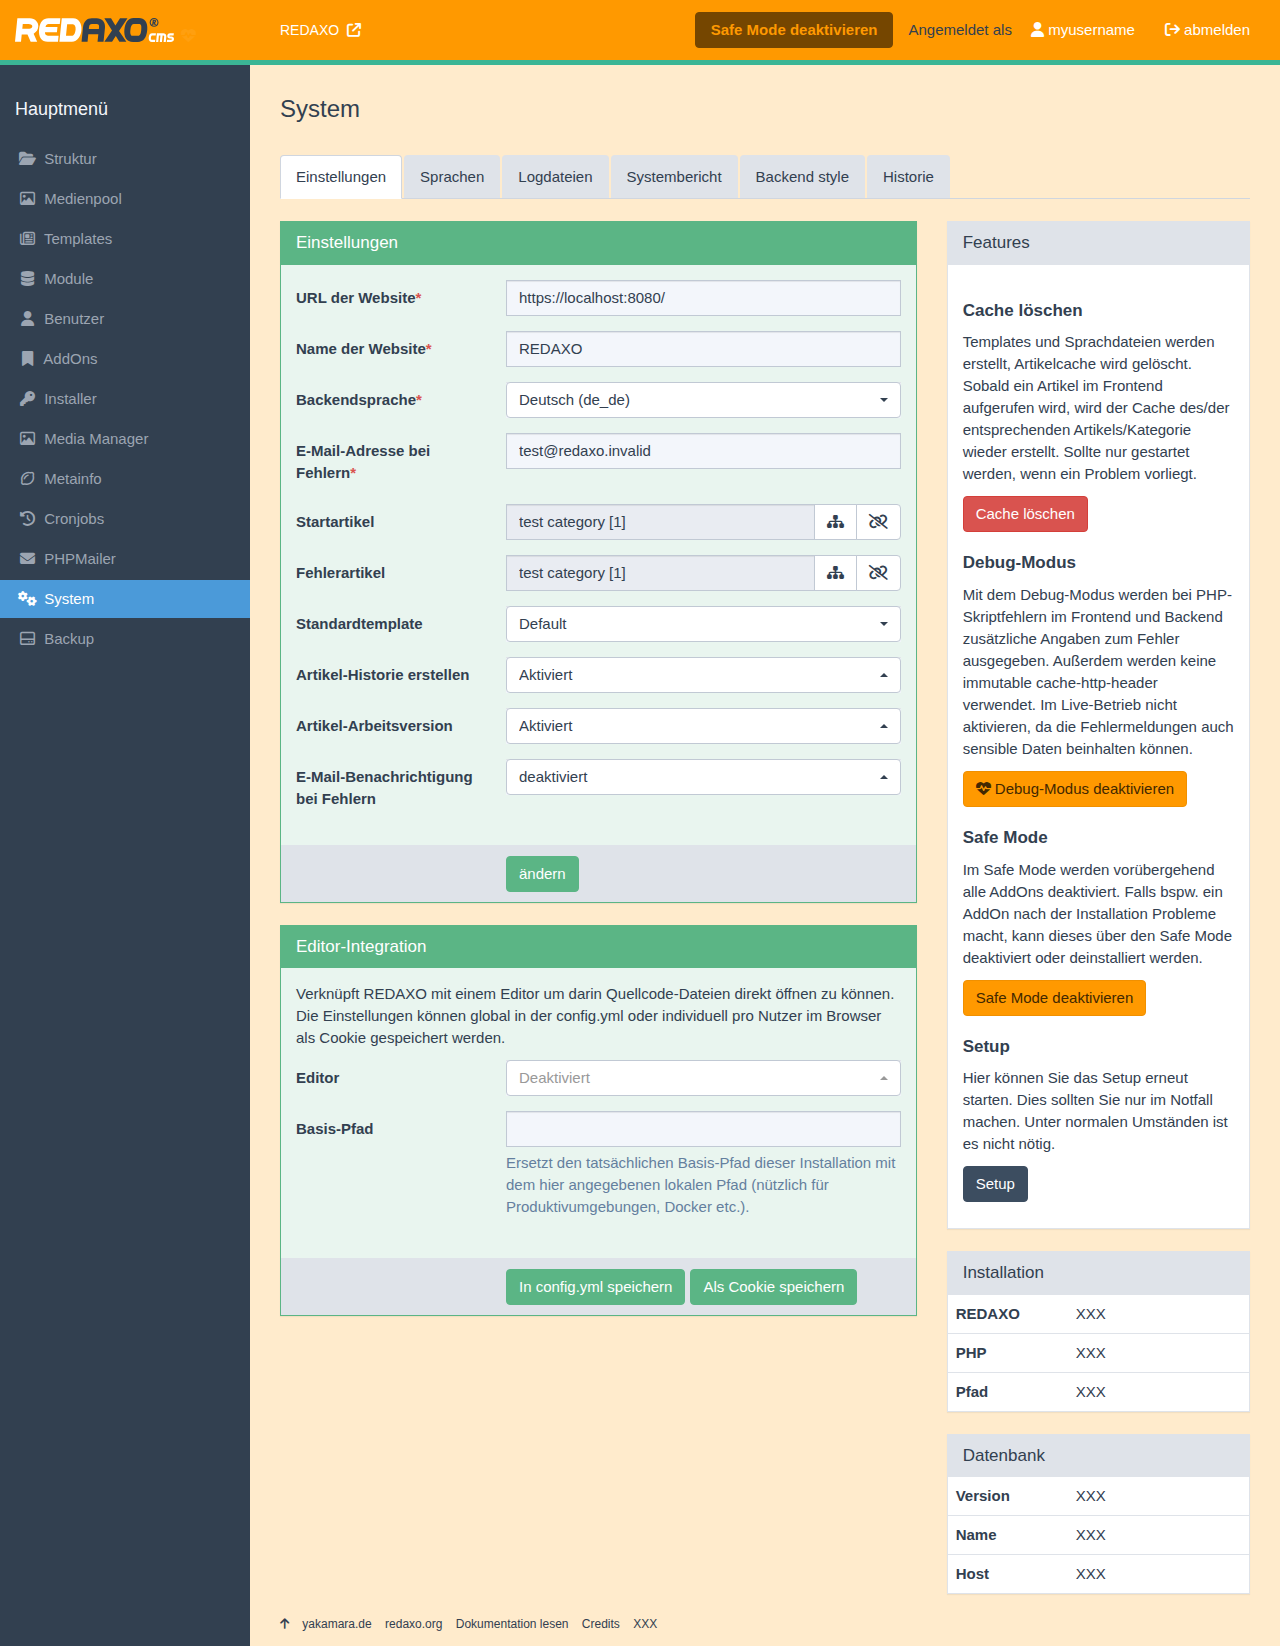 REDAXO® cms
REDAXO
Safe Mode deaktivieren
Angemeldet als
myusername
abmelden
Hauptmenü
Struktur
Medienpool
Templates
Module
Benutzer
AddOns
Installer
Media Manager
Metainfo
Cronjobs
PHPMailer
System
Backup
System
Einstellungen
Sprachen
Logdateien
Systembericht
Backend style
Historie
Einstellungen
URL der Website*
https://localhost:8080/
Name der Website*
REDAXO
Backendsprache*
Deutsch (de_de)
E-Mail-Adresse bei
Fehlern*
test@redaxo.invalid
Startartikel
test category [1]
Fehlerartikel
test category [1]
Standardtemplate
Default
Artikel-Historie erstellen
Aktiviert
Artikel-Arbeitsversion
Aktiviert
E-Mail-Benachrichtigung
bei Fehlern
deaktiviert
ändern
Editor-Integration
Verknüpft REDAXO mit einem Editor um darin Quellcode-Dateien direkt öffnen zu können.
Die Einstellungen können global in der config.yml oder individuell pro Nutzer im Browser
als Cookie gespeichert werden.
Editor
Deaktiviert
Basis-Pfad
Ersetzt den tatsächlichen Basis-Pfad dieser Installation mit
dem hier angegebenen lokalen Pfad (nützlich für
Produktivumgebungen, Docker etc.).
In config.yml speichern
Als Cookie speichern
Features
Cache löschen
Templates und Sprachdateien werden
erstellt, Artikelcache wird gelöscht.
Sobald ein Artikel im Frontend
aufgerufen wird, wird der Cache des/der
entsprechenden Artikels/Kategorie
wieder erstellt. Sollte nur gestartet
werden, wenn ein Problem vorliegt.
Cache löschen
Debug-Modus
Mit dem Debug-Modus werden bei PHP-
Skriptfehlern im Frontend und Backend
zusätzliche Angaben zum Fehler
ausgegeben. Außerdem werden keine
immutable cache-http-header
verwendet. Im Live-Betrieb nicht
aktivieren, da die Fehlermeldungen auch
sensible Daten beinhalten können.
Debug-Modus deaktivieren
Safe Mode
Im Safe Mode werden vorübergehend
alle AddOns deaktiviert. Falls bspw. ein
AddOn nach der Installation Probleme
macht, kann dieses über den Safe Mode
deaktiviert oder deinstalliert werden.
Safe Mode deaktivieren
Setup
Hier können Sie das Setup erneut
starten. Dies sollten Sie nur im Notfall
machen. Unter normalen Umständen ist
es nicht nötig.
Setup
Installation
REDAXO XXX
PHP XXX
Pfad XXX
Datenbank
Version XXX
Name XXX
Host XXX
yakamara.de redaxo.org Dokumentation lesen Credits XXX